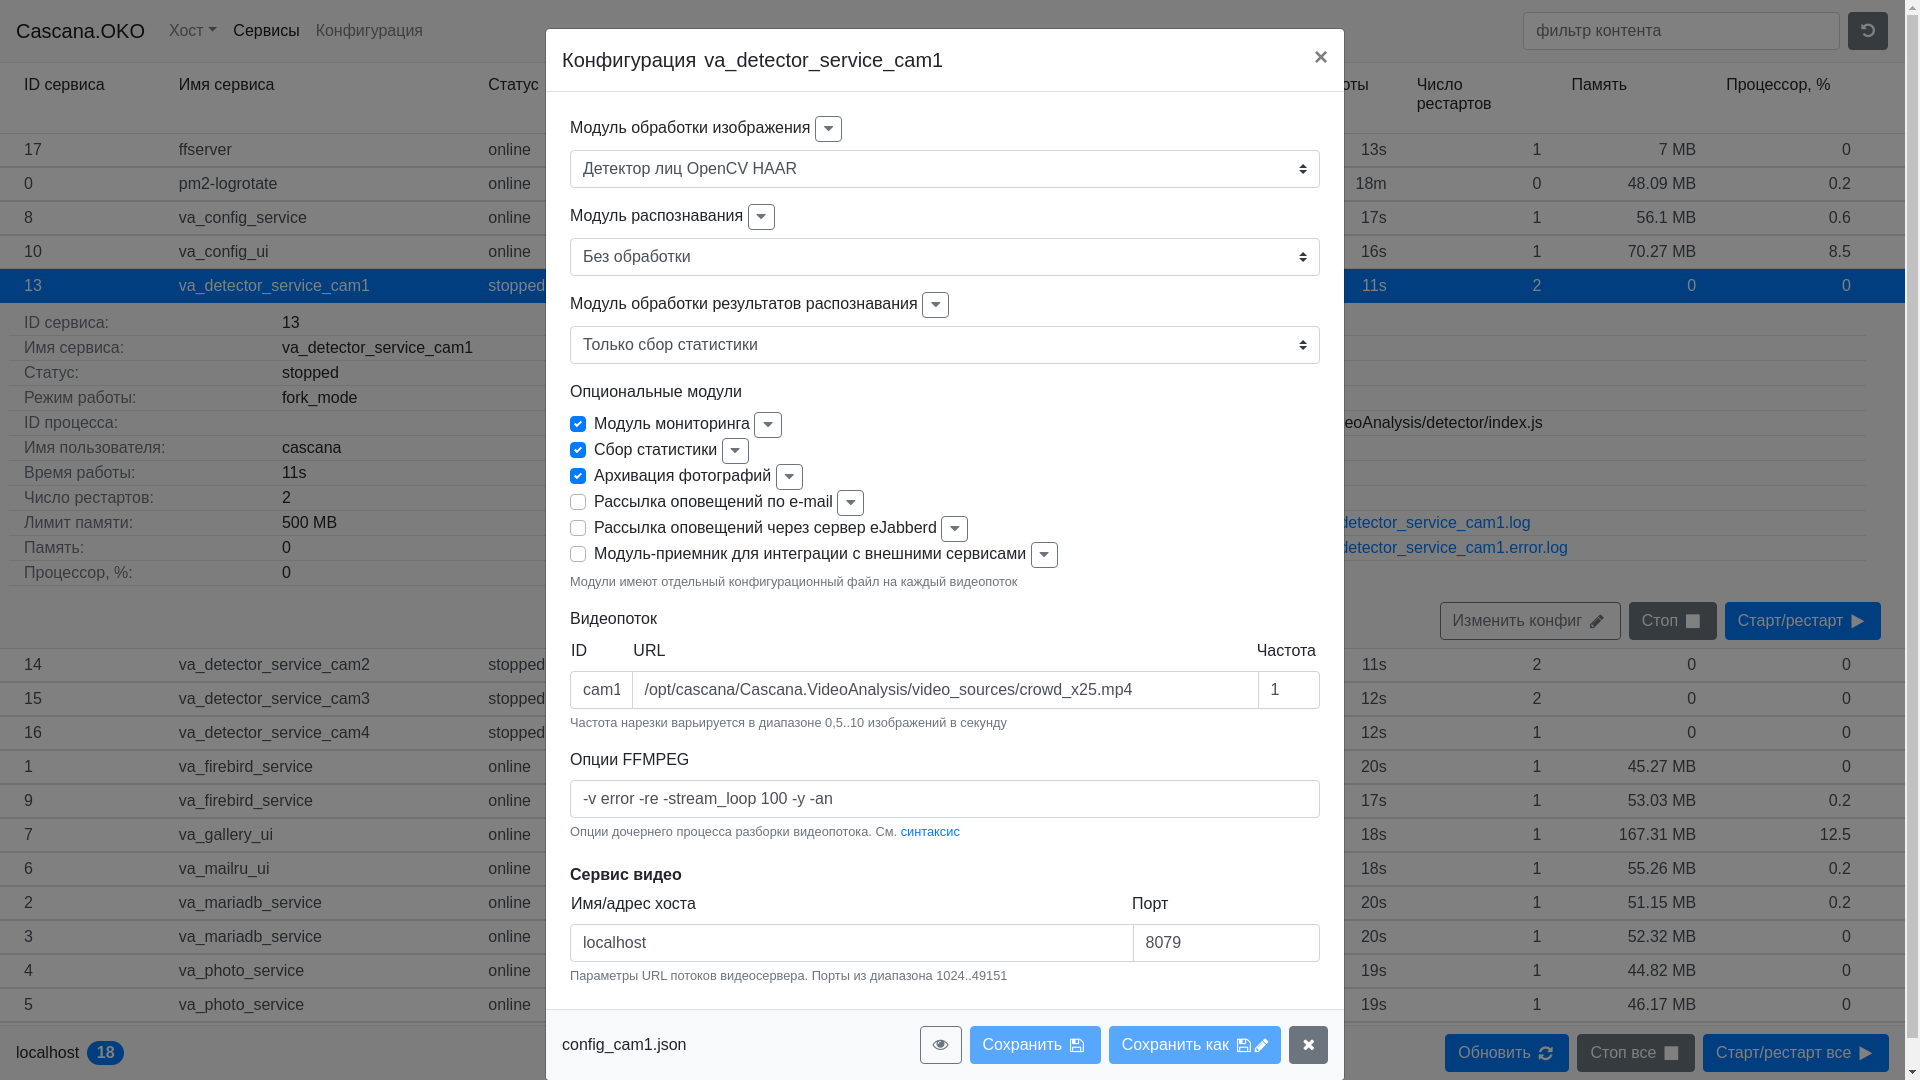 Cascana.OKO Хост Сервисы Конфигурация фильтр контента
Конфигурация va_detector_service_cam1 ×
ID сервиса Имя сервиса Статус оты Число рестартов Память Процессор, %
17 ffserver online 13s 1 7 MB 0
0 pm2-logrotate online 18m 0 48.09 MB 0.2
8 va_config_service online 17s 1 56.1 MB 0.6
10 va_config_ui online 16s 1 70.27 MB 8.5
13 va_detector_service_cam1 stopped 11s 2 0 0
ID сервиса: 13
Имя сервиса: va_detector_service_cam1
Статус: stopped
Режим работы: fork_mode
ID процесса: eoAnalysis/detector/index.js
Имя пользователя: cascana
Время работы: 11s
Число рестартов: 2
Лимит памяти: 500 MB detector_service_cam1.log
Память: 0 detector_service_cam1.error.log
Процессор, %: 0
Изменить конфиг Стоп Старт/рестарт
14 va_detector_service_cam2 stopped 11s 2 0 0
15 va_detector_service_cam3 stopped 12s 2 0 0
16 va_detector_service_cam4 stopped 12s 1 0 0
1 va_firebird_service online 20s 1 45.27 MB 0
9 va_firebird_service online 17s 1 53.03 MB 0.2
7 va_gallery_ui online 18s 1 167.31 MB 12.5
6 va_mailru_ui online 18s 1 55.26 MB 0.2
2 va_mariadb_service online 20s 1 51.15 MB 0.2
3 va_mariadb_service online 20s 1 52.32 MB 0
4 va_photo_service online 19s 1 44.82 MB 0
5 va_photo_service online 19s 1 46.17 MB 0
localhost 18 Обновить Стоп все Старт/рестарт все
Модуль обработки изображения
Детектор лиц OpenCV HAAR
Модуль распознавания
Без обработки
Модуль обработки результатов распознавания
Только сбор статистики
Опциональные модули
Модуль мониторинга
Сбор статистики
Архивация фотографий
Рассылка оповещений по e-mail
Рассылка оповещений через сервер eJabberd
Модуль-приемник для интеграции с внешними сервисами
Модули имеют отдельный конфигурационный файл на каждый видеопоток
Видеопоток
ID URL Частота
cam1 /opt/cascana/Cascana.VideoAnalysis/video_sources/crowd_x25.mp4 1
Частота нарезки варьируется в диапазоне 0,5..10 изображений в секунду
Опции FFMPEG
-v error -re -stream_loop 100 -y -an
Опции дочернего процесса разборки видеопотока. См. синтаксис
Сервис видео
Имя/адрес хоста Порт
localhost 8079
Параметры URL потоков видеосервера. Порты из диапазона 1024..49151
config_cam1.json Сохранить Сохранить как